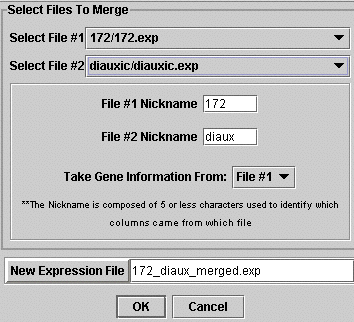 Select Files To Merge
Select File #1 172/172.exp
Select File #2 diauxic/diauxic.exp
File #1 Nickname 172
File #2 Nickname diaux
Take Gene Information From: File #1
**The Nickname is composed of 5 or less characters used to identify which
columns came from which file
New Expression File 172_diaux_merged.exp
OK Cancel